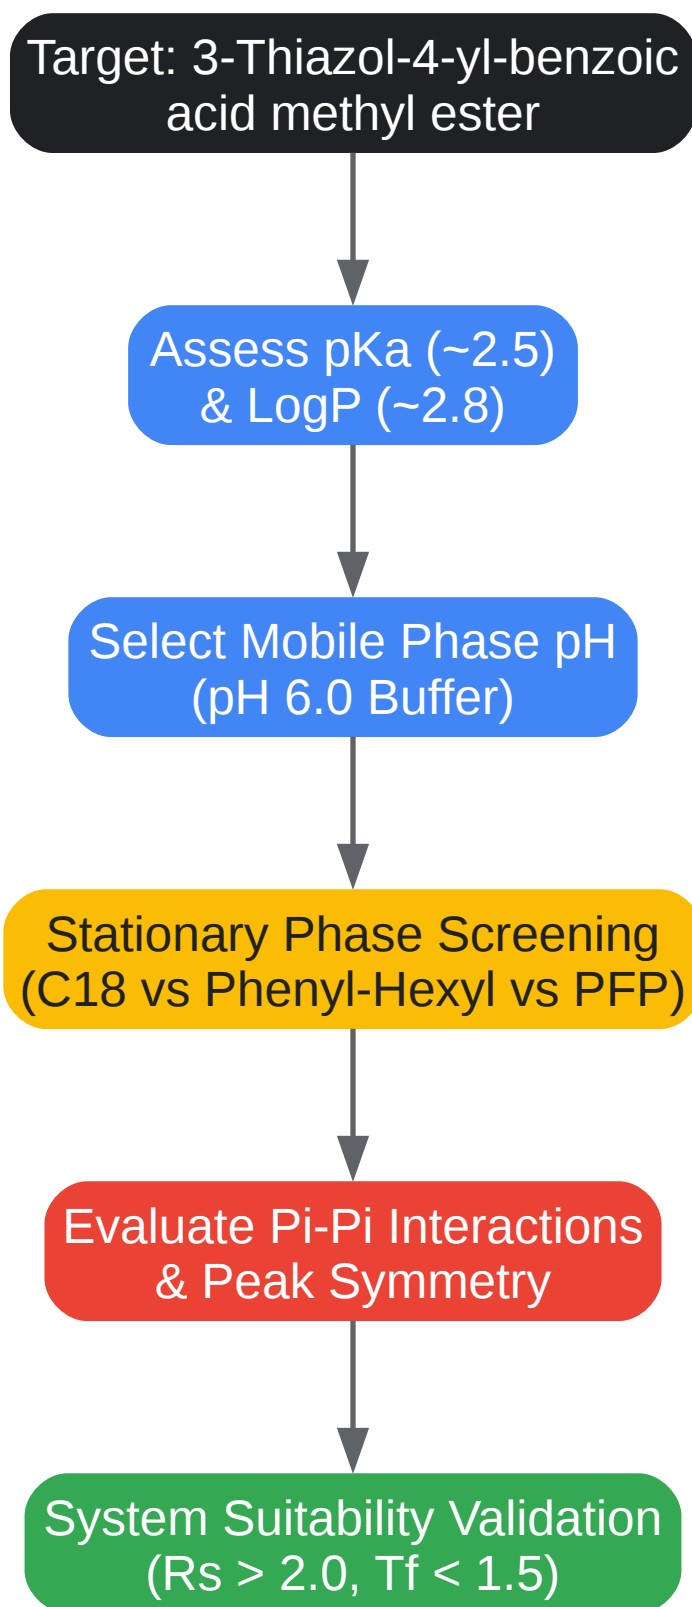 Target: 3-Thiazol-4-yl-benzoic
acid methyl ester
Assess pKa (~2.5)
& LogP (~2.8)
Select Mobile Phase pH
(pH 6.0 Buffer)
Stationary Phase Screening
(C18 vs Phenyl-Hexyl vs PFP)
Evaluate Pi-Pi Interactions
& Peak Symmetry
System Suitability Validation
(Rs > 2.0, Tf < 1.5)